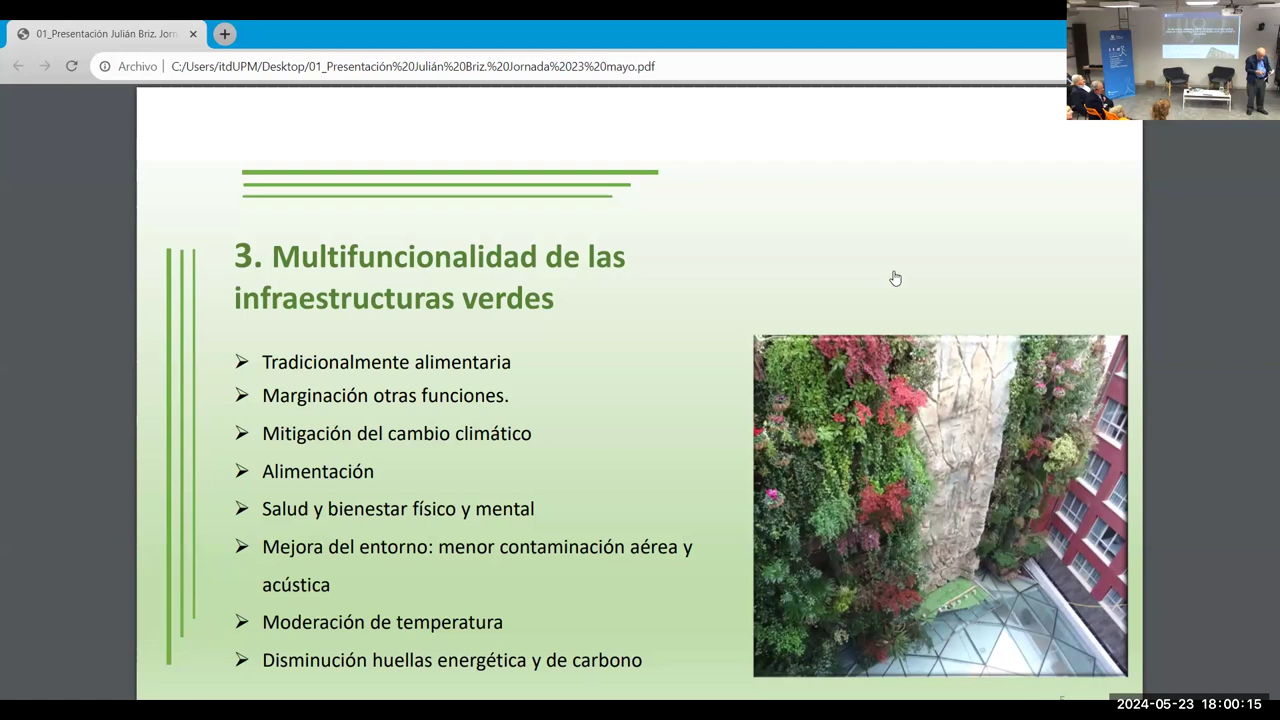 01_Presentación Julián Briz. Jorn
Archivo
C:/Users/itdUPM/Desktop/01_Presentación%20Julián%20Briz.%20Jornada%2023%20mayo.pdf
3. Multifuncionalidad de las
infraestructuras verdes
Tradicionalmente alimentaria
Marginación otras funciones.
Mitigación del cambio climático
Alimentación
Salud y bienestar físico y mental
Mejora del entorno: menor contaminación aérea y
acústica
Moderación de temperatura
Disminución huellas energética y de carbono
2024-05-23 18:00:15